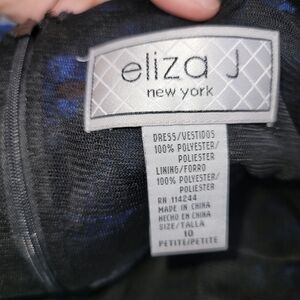 eliza J
new york
DRESS/VESTIDOS
100% POLYESTER/
POLIESTER
LINING/FORRO
100% POLYESTER/
POLIESTER
RN 114244
MADE IN CHINA
HECHO EN CHINA
SIZE/TALLA
10
PETITE/PETITE